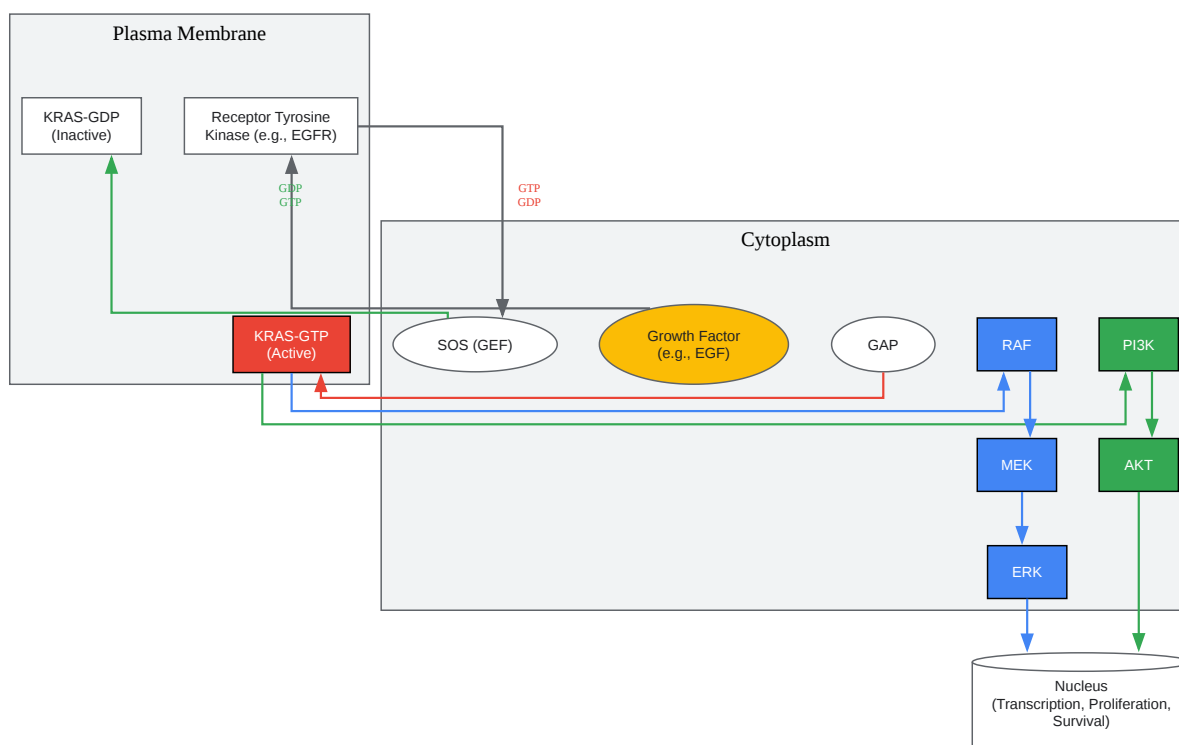 Plasma Membrane
KRAS-GDP
(Inactive)
Receptor Tyrosine
Kinase (e.g., EGFR)
GDP
GTP
GTP
GDP
Cytoplasm
KRAS-GTP
(Active)
SOS (GEF)
Growth Factor
(e.g., EGF)
GAP
RAF
PI3K
MEK
AKT
ERK
Nucleus
(Transcription, Proliferation,
Survival)